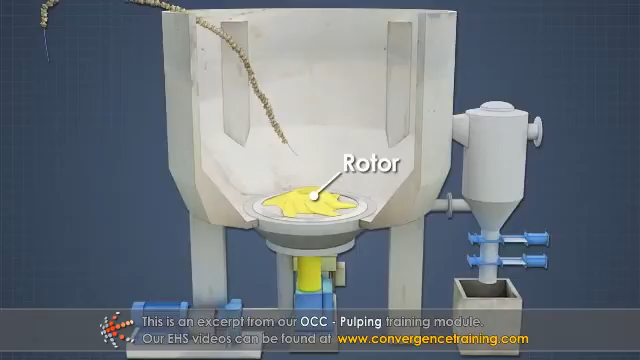 Rotor
This is an excerpt from our OCC - Pulping training module.
Our EHS videos can be found at www.convergencetraining.com